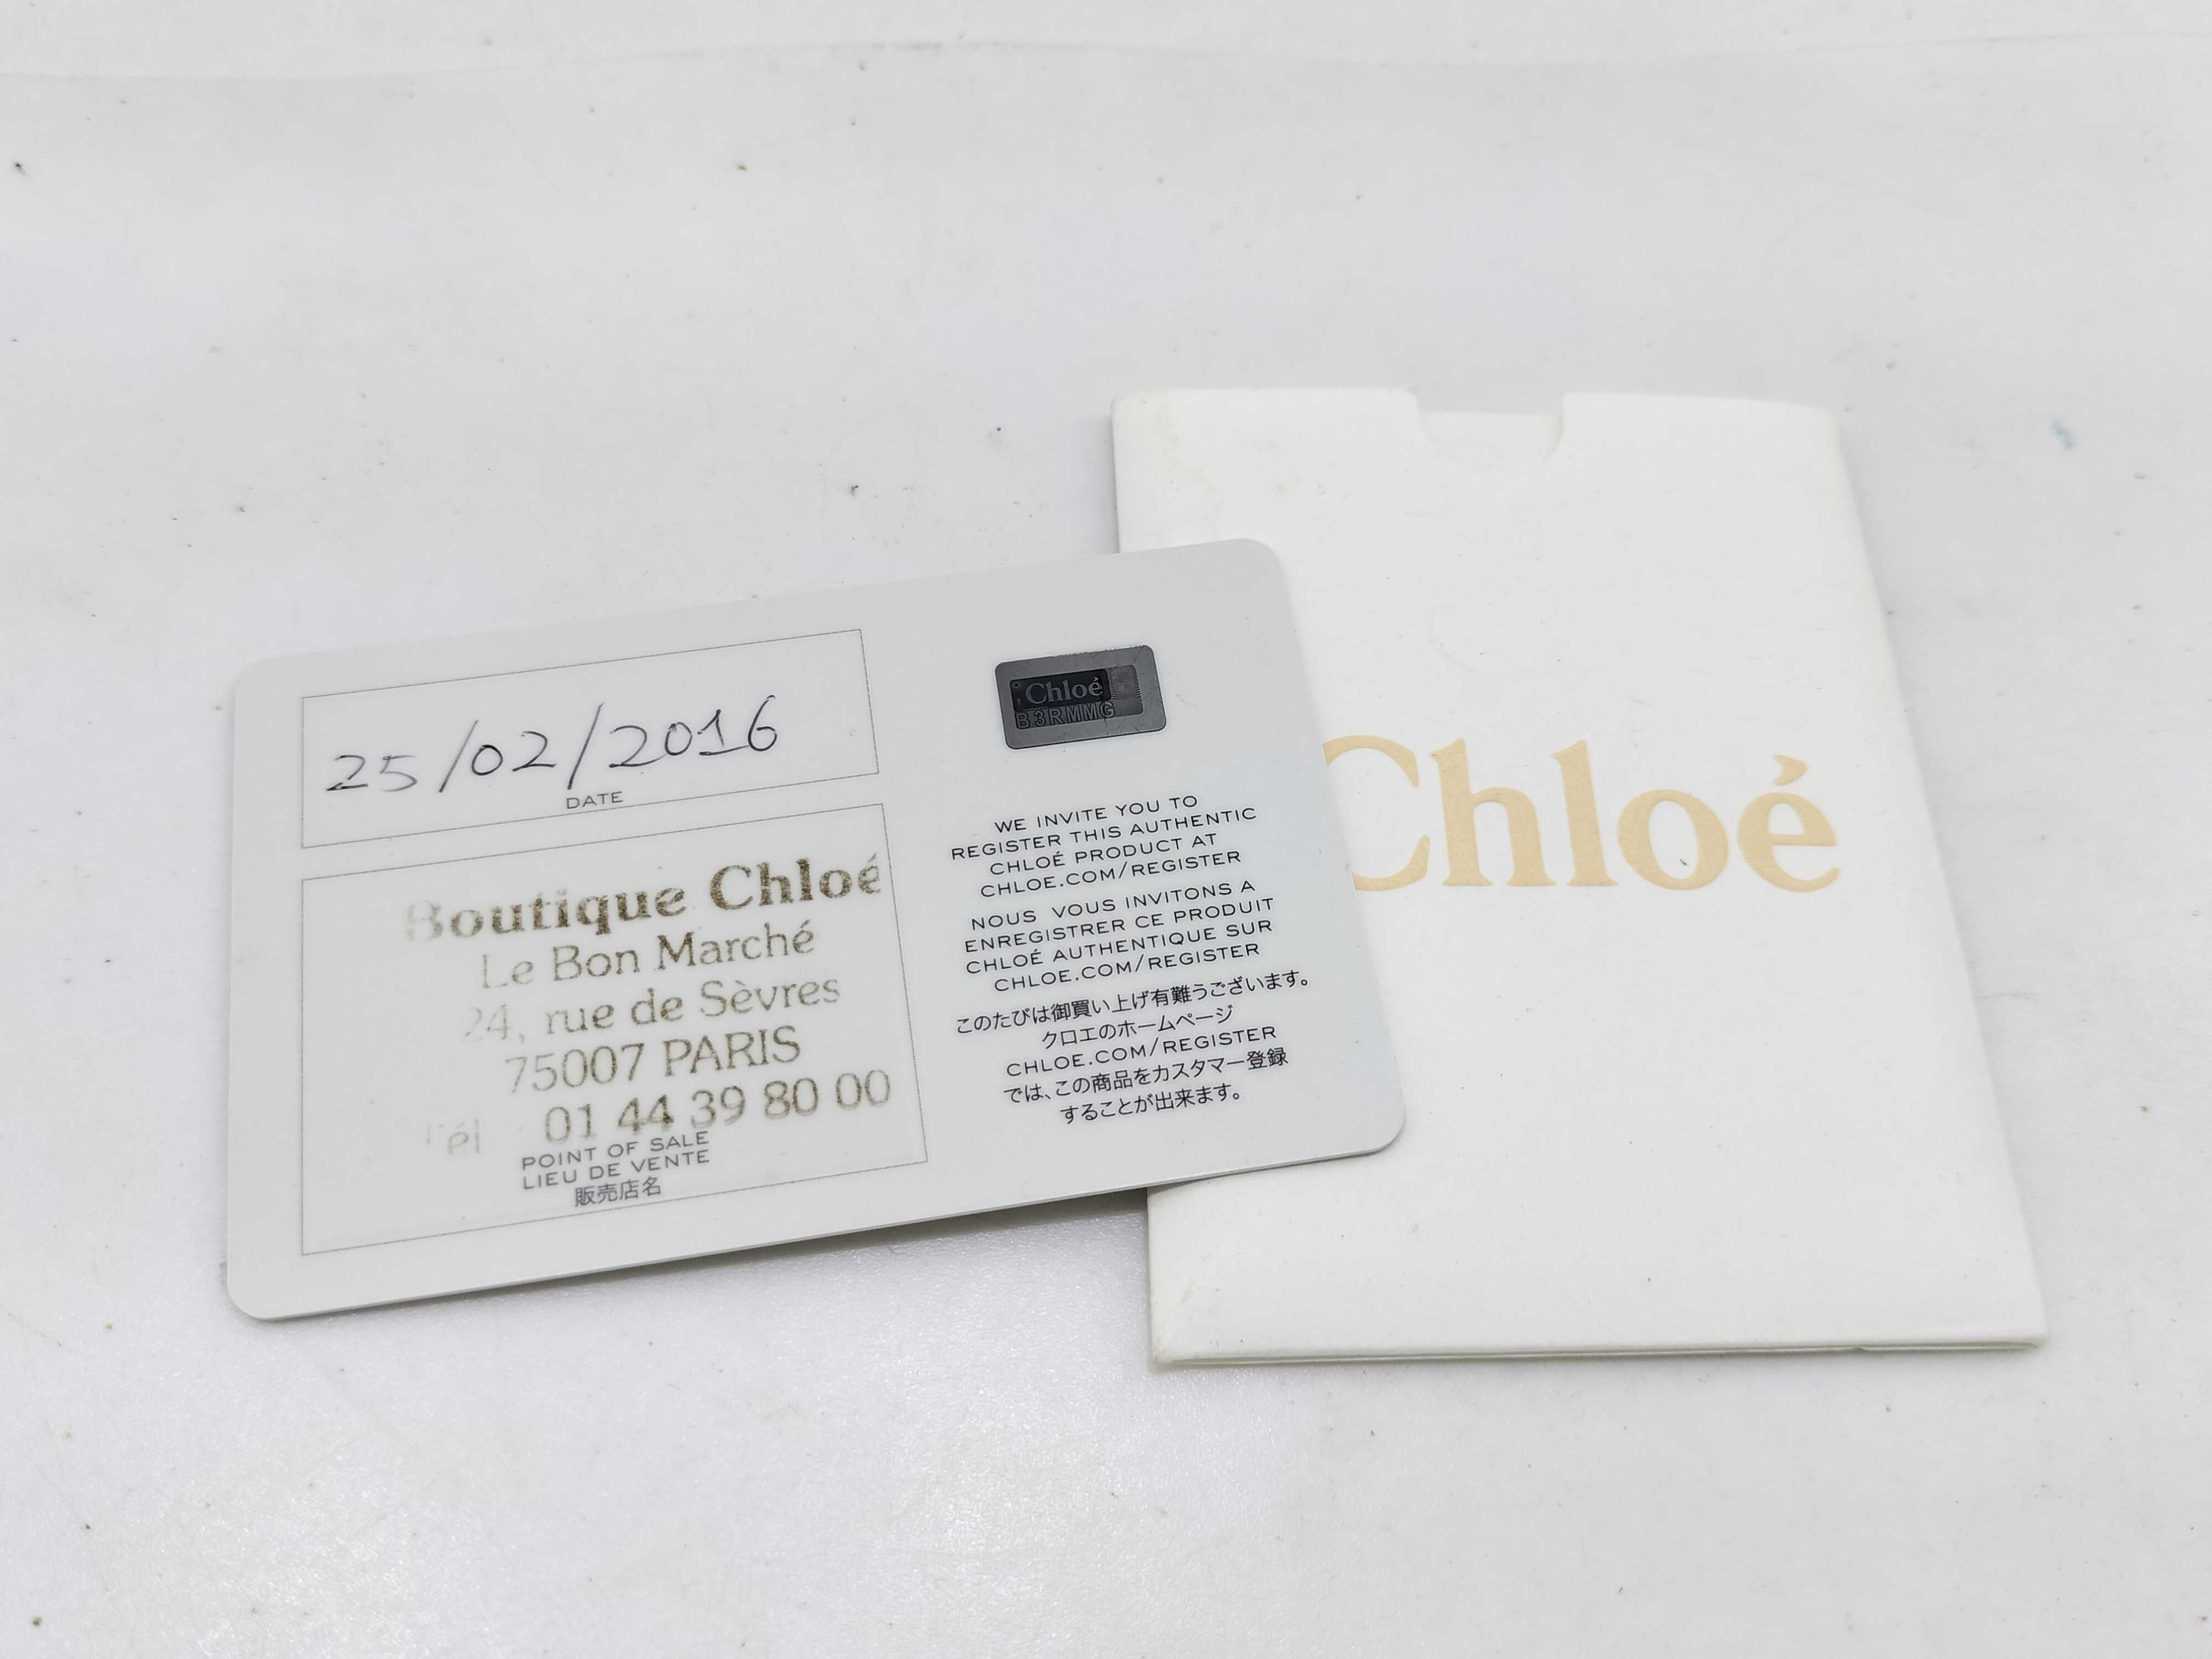 25/02/2016
DATE
Boutique Chloé
Le Bon Marché
24, rue de Sèvres
75007 PARIS
Tél : 01 44 39 80 00
POINT OF SALE
LIEU DE VENTE
販売店名
Chloé
B3RMMG
WE INVITE YOU TO
REGISTER THIS AUTHENTIC
CHLOÉ PRODUCT AT
CHLOE.COM/REGISTER
NOUS VOUS INVITONS A
ENREGISTRER CE PRODUIT
CHLOÉ AUTHENTIQUE SUR
CHLOE.COM/REGISTER
このたびは御買い上げ有難うございます。
クロエのホームページ
CHLOE.COM/REGISTER
では、この商品をカスタマー登録
することが出来ます。
Chloé